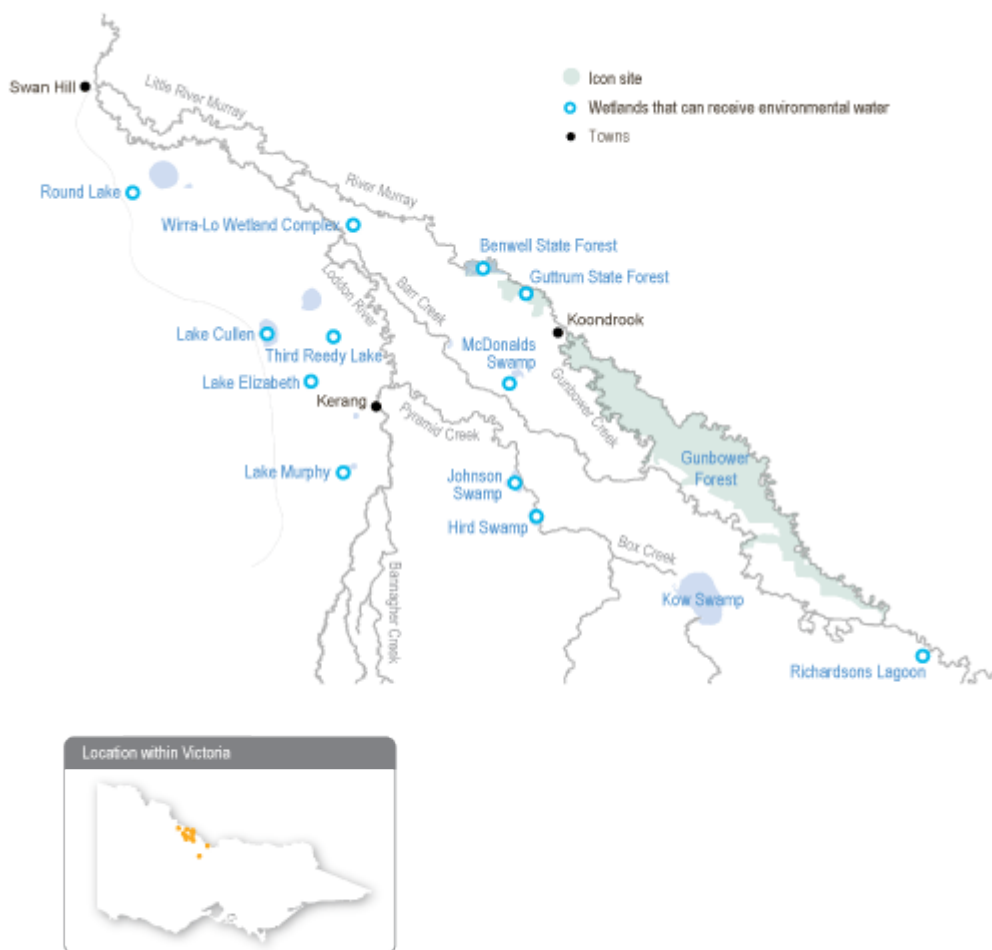 Swan Hill
Little River Murray
Icon site
Wetlands that can receive environmental water
Towns
Round Lake
River Murray
Wirra-Lo Wetland Complex
Benwell State Forest
Guttrum State Forest
Loddon River
Barr Creek
Koondrook
Lake Cullen
Third Reedy Lake
McDonalds
Swamp
Lake Elizabeth
Kerang
Gunbower Creek
Pyramid Creek
Gunbower
Forest
Lake Murphy
Johnson
Swamp
Hird Swamp
Box Creek
Bannagher Creek
Kow Swamp
Richardsons Lagoon
Location within Victoria